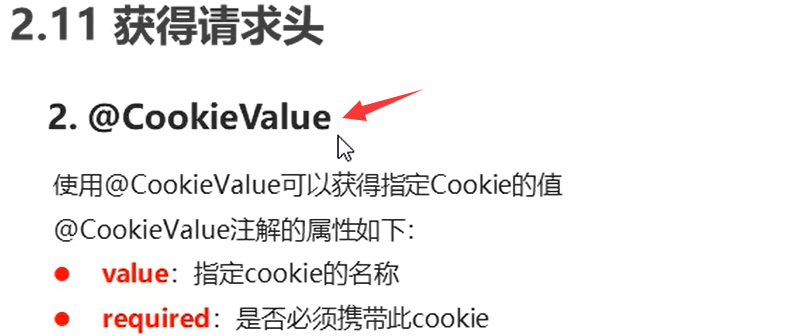 2.11 获得请求头
2. @CookieValue
使用@CookieValue可以获得指定Cookie的值
@CookieValue注解的属性如下：
● value：指定cookie的名称
● required：是否必须携带此cookie